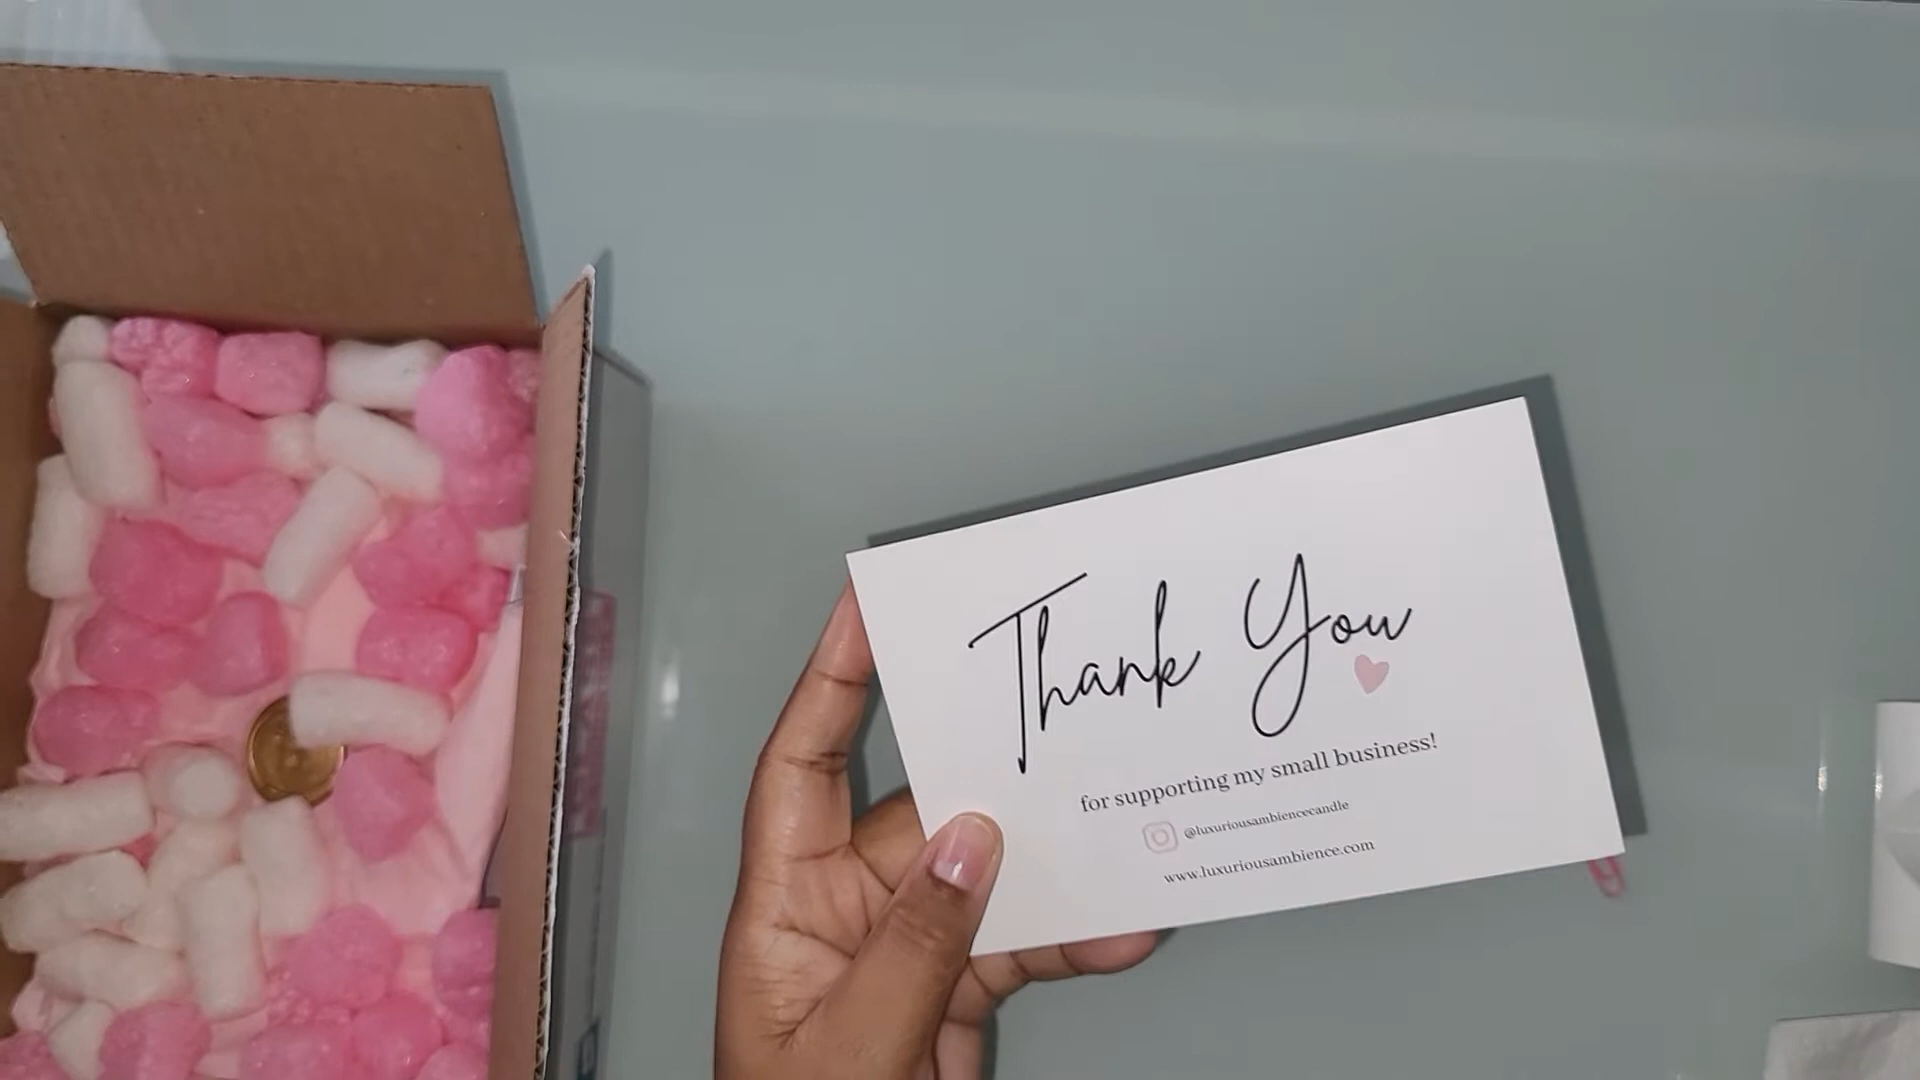 Thank You
for supporting my small business!
@luxuriousambiencecandle
www.luxuriousambience.com